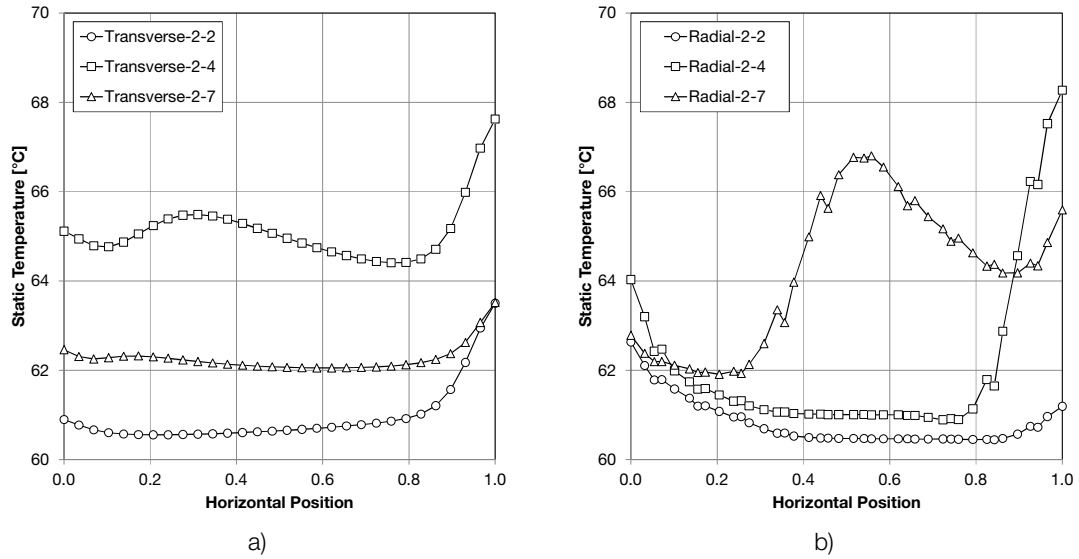 70
68
66
64
62
60
Static Temperature [°C]
Transverse-2-2
Transverse-2-4
Transverse-2-7
0.0 0.2 0.4 0.6 0.8 1.0
Horizontal Position
a)
70
68
66
64
62
60
Static Temperature [°C]
Radial-2-2
Radial-2-4
Radial-2-7
0.0 0.2 0.4 0.6 0.8 1.0
Horizontal Position
b)